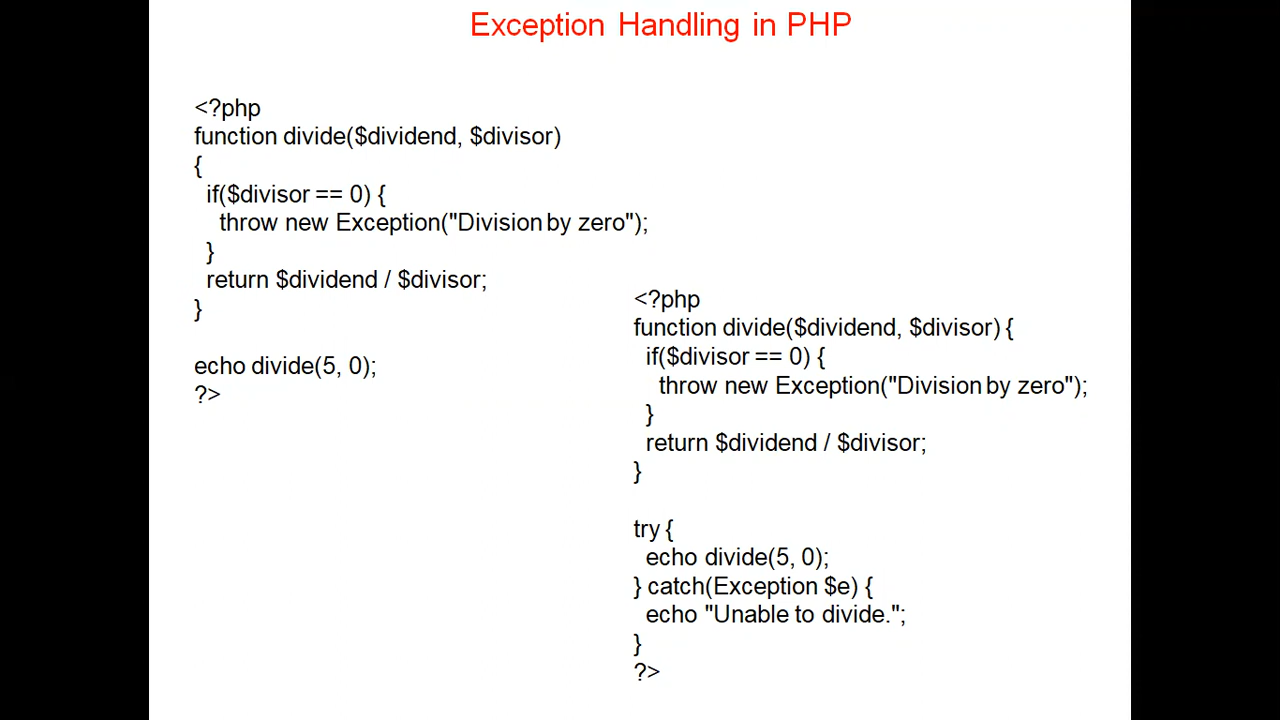 Exception Handling in PHP
<?php
function divide($dividend, $divisor)
{
if($divisor == 0) {
throw new Exception("Division by zero");
}
return $dividend / $divisor;
}
echo divide(5, 0);
?>
<?php
function divide($dividend, $divisor) {
if($divisor == 0) {
throw new Exception("Division by zero");
}
return $dividend / $divisor;
}
try {
echo divide(5, 0);
} catch(Exception $e) {
echo "Unable to divide.";
}
?>